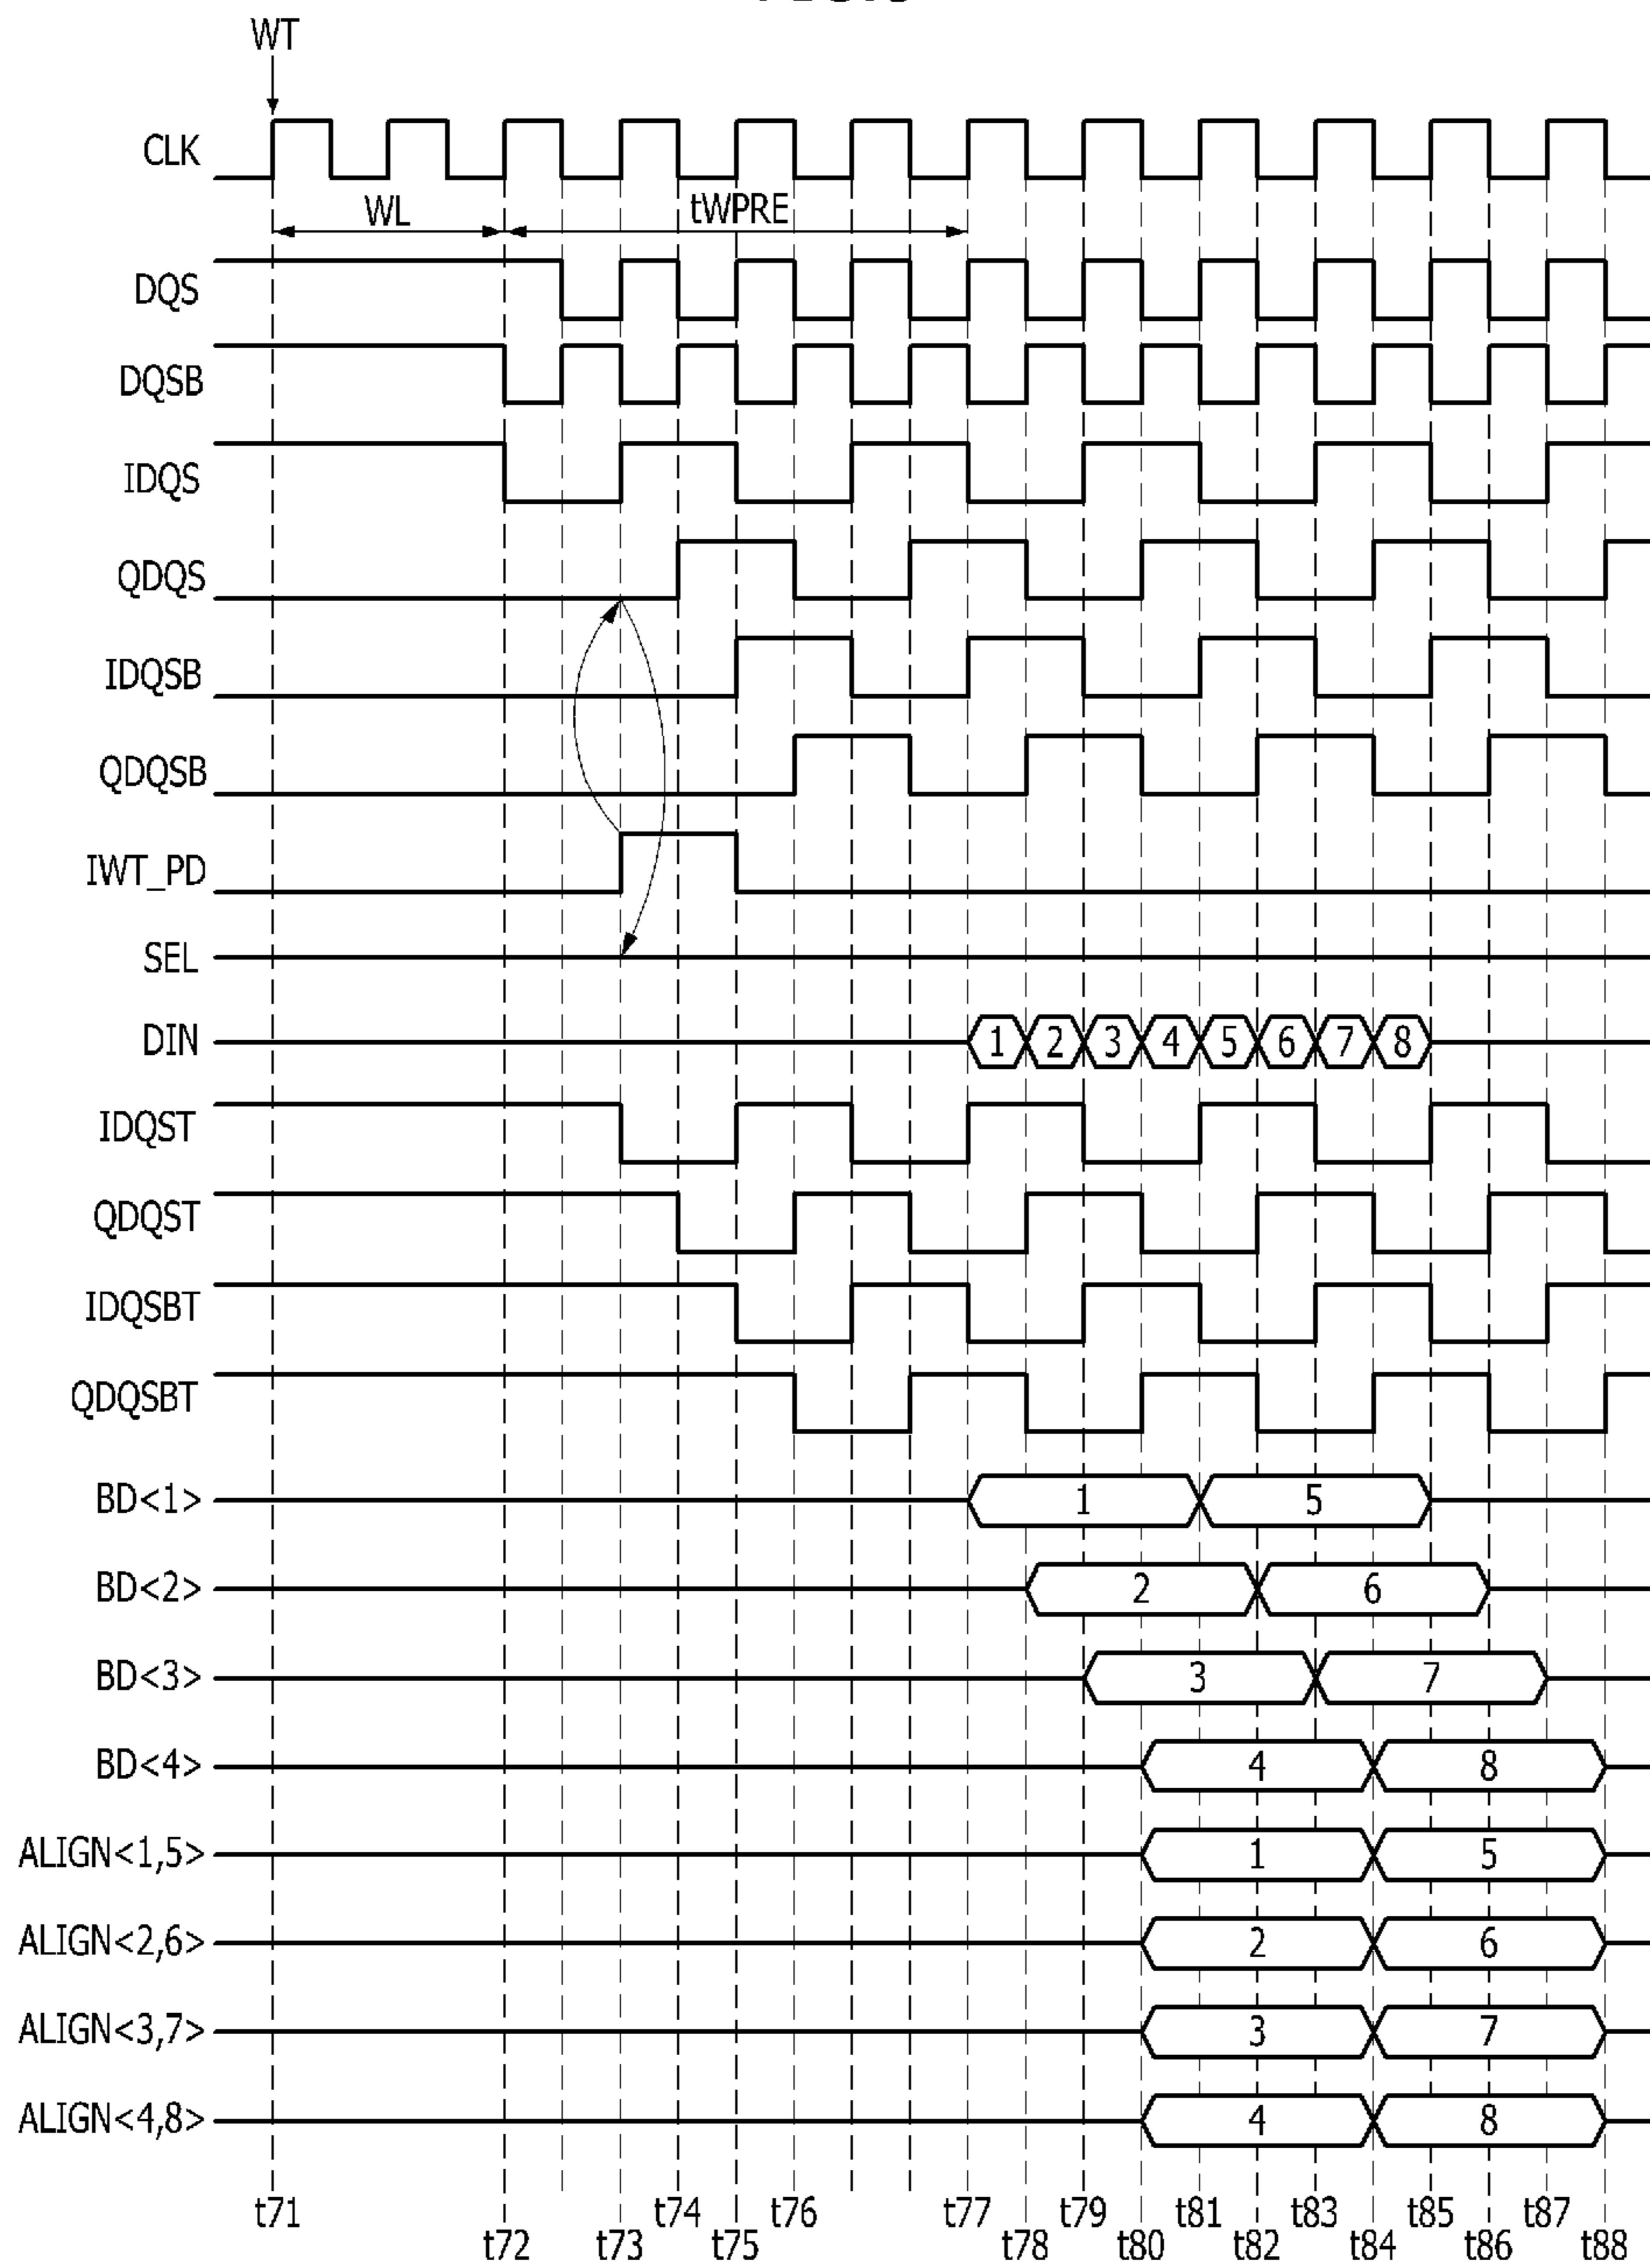 WT
CLK
WL
tWPRE
DQS
DQSB
IDQS
QDQS
IDQSB
QDQSB
IWT_PD
SEL
DIN 1 2 3 4 5 6 7 8
IDQST
QDQST
IDQSBT
QDQSBT
BD<1> 1 5
BD<2> 2 6
BD<3> 3 7
BD<4> 4 8
ALIGN<1,5> 1 5
ALIGN<2,6> 2 6
ALIGN<3,7> 3 7
ALIGN<4,8> 4 8
t71 t74 t76 t77 t79 t81 t83 t85 t87
t72 t73 t75 t78 t80 t82 t84 t86 t88